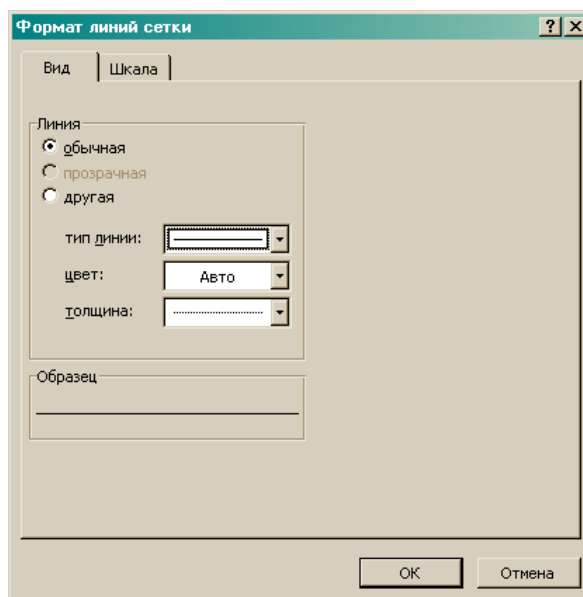 Формат линий сетки
Вид
Шкала
Линия
обычная
прозрачная
другая
тип линии:
цвет:
Авто
толщина:
Образец
ОК
Отмена